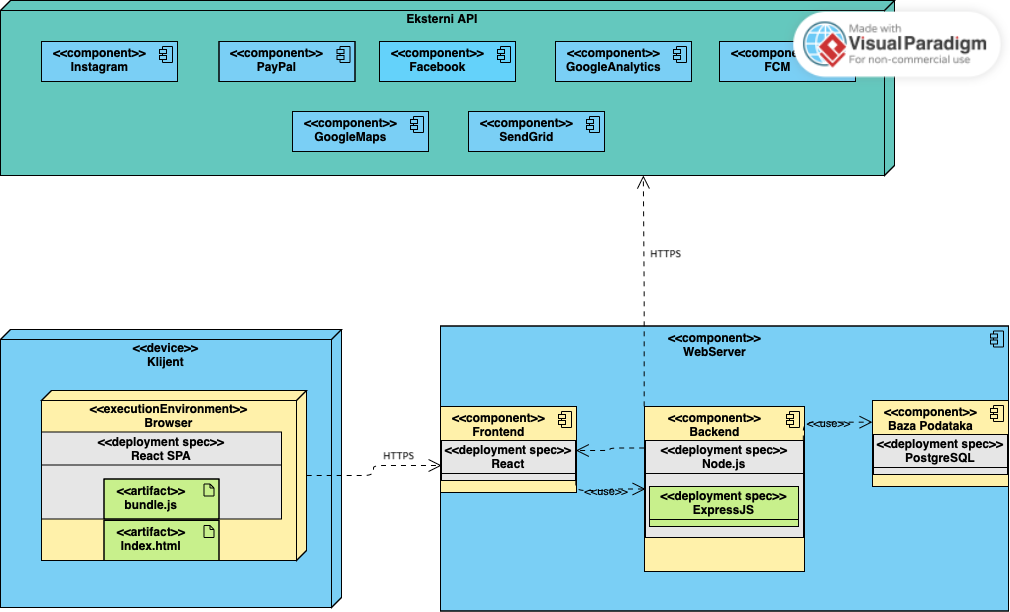 Eksterni API
<<component>>
Instagram
<<component>>
PayPal
<<component>>
Facebook
<<component>>
GoogleAnalytics
FCM
Made with
VisualParadigm
For non-commercial use
<<component>>
GoogleMaps
<<component>>
SendGrid
HTTPS
<<device>>
Klijent
<<executionEnvironment>>
Browser
<<deployment spec>>
React SPA
<<artifact>>
bundle.js
<<artifact>>
Index.html
HTTPS
<<component>>
WebServer
<<component>>
Frontend
<<deployment spec>>
React
<<use>>
<<component>>
Backend
<<deployment spec>>
Node.js
<<deployment spec>>
ExpressJS
<<use>>
<<component>>
Baza Podataka
<<deployment spec>>
PostgreSQL